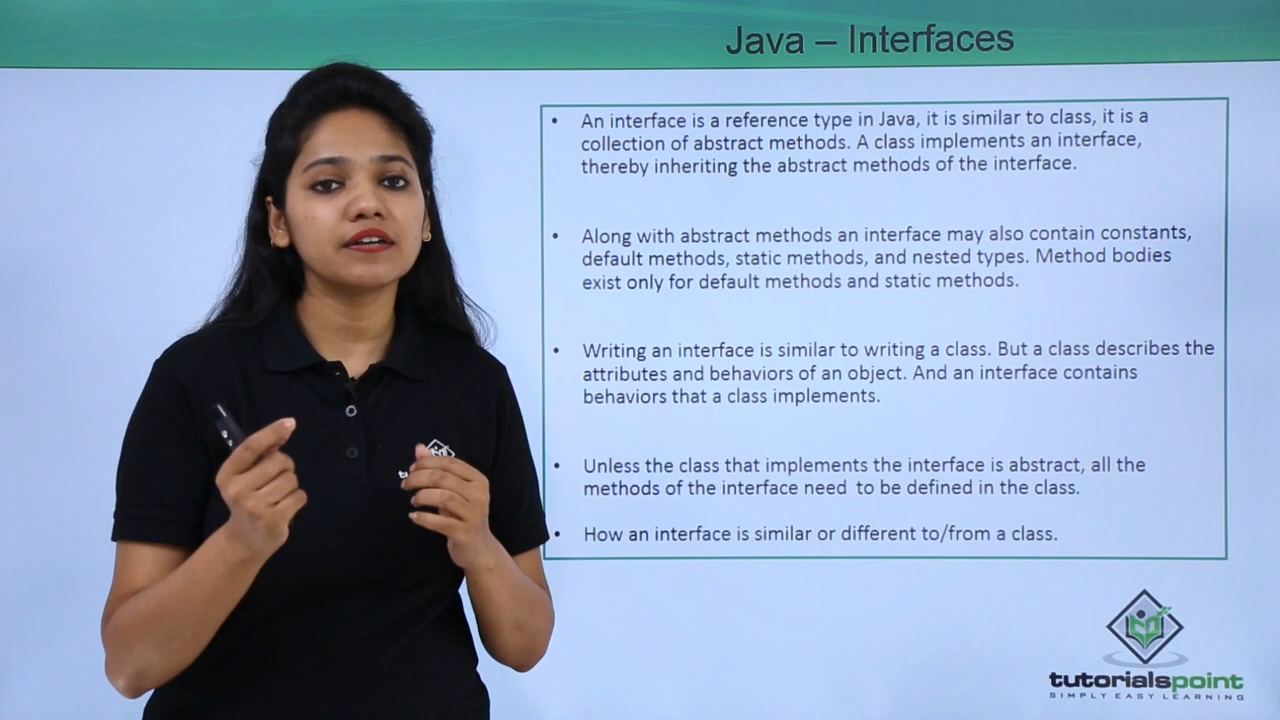 Java – Interfaces
• An interface is a reference type in Java, it is similar to class, it is a
collection of abstract methods. A class implements an interface,
thereby inheriting the abstract methods of the interface.
• Along with abstract methods an interface may also contain constants,
default methods, static methods, and nested types. Method bodies
exist only for default methods and static methods.
• Writing an interface is similar to writing a class. But a class describes the
attributes and behaviors of an object. And an interface contains
behaviors that a class implements.
• Unless the class that implements the interface is abstract, all the
methods of the interface need to be defined in the class.
• How an interface is similar or different to/from a class.
tutorialspoint
SIMPLY EASY LEARNING